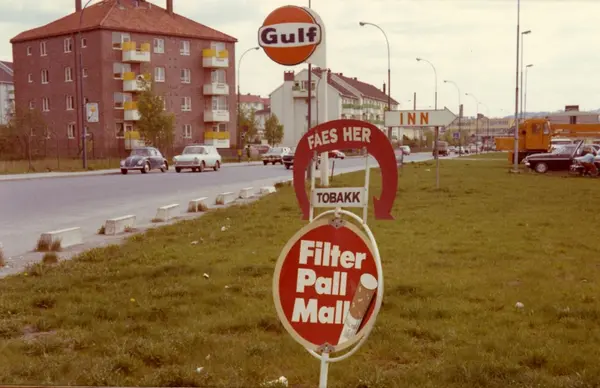 Gulf
INN
FAES HER
TOBAKK
Filter
Pall
Mall